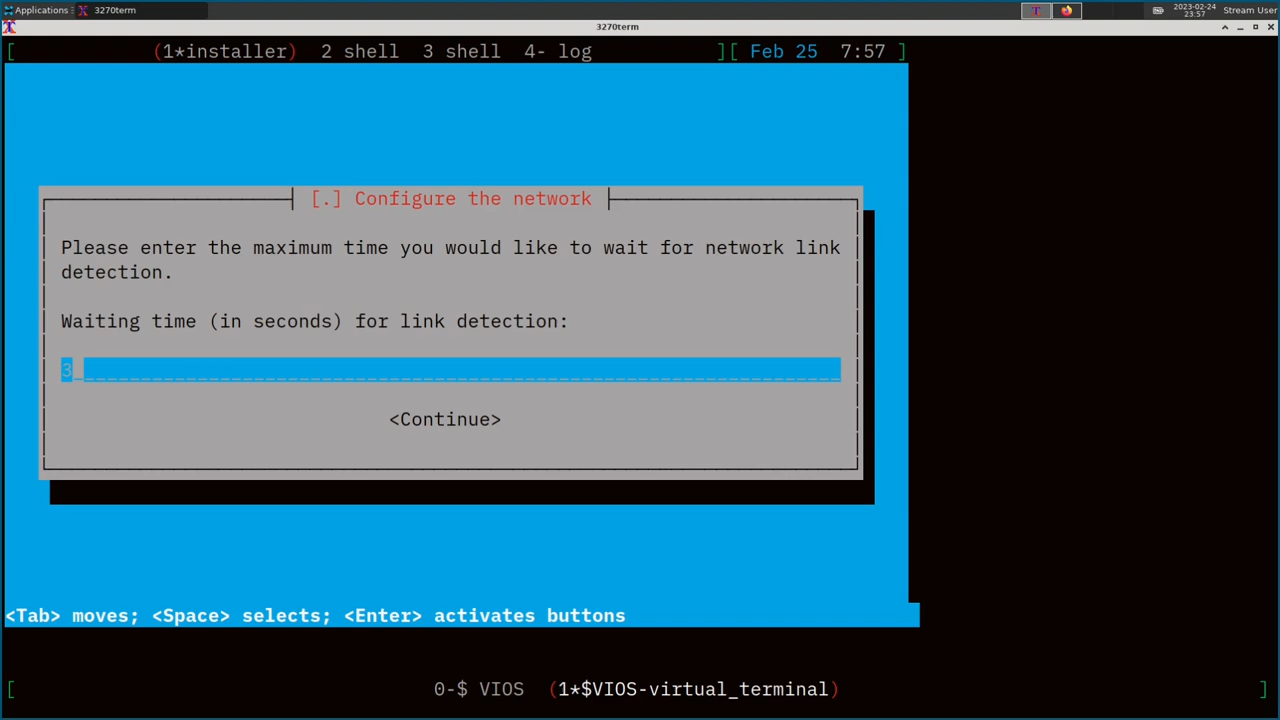 Applications
3270term
2023-02-24
23:57
Stream User
3270term
[ (1*installer) 2 shell 3 shell 4- log ][ Feb 25 7:57 ]
[.] Configure the network
Please enter the maximum time you would like to wait for network link
detection.
Waiting time (in seconds) for link detection:
3
<Continue>
<Tab> moves; <Space> selects; <Enter> activates buttons
[ 0-$ VIOS (1*$VIOS-virtual_terminal) ]